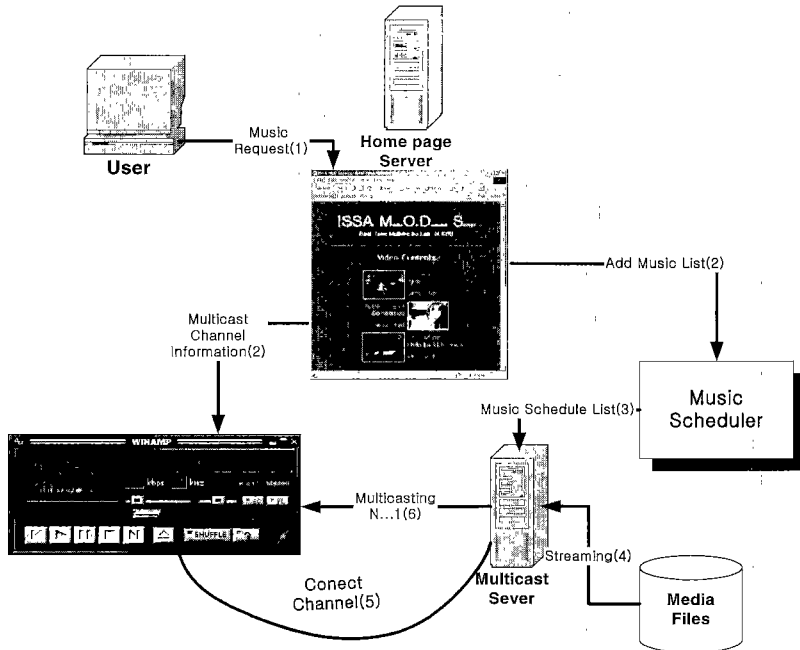 User
Music
Request(1)
Home page
Server
ISSA
Video Contents
Add Music List(2)
Multicast
Channel
Information(2)
Music
Scheduler
Music Schedule List(3)
WINAMP
kbps
kHz
SHUFFLE
Multicasting
N...1(6)
Streaming(4)
Multicast
Sever
Conect
Channel(5)
Media
Files